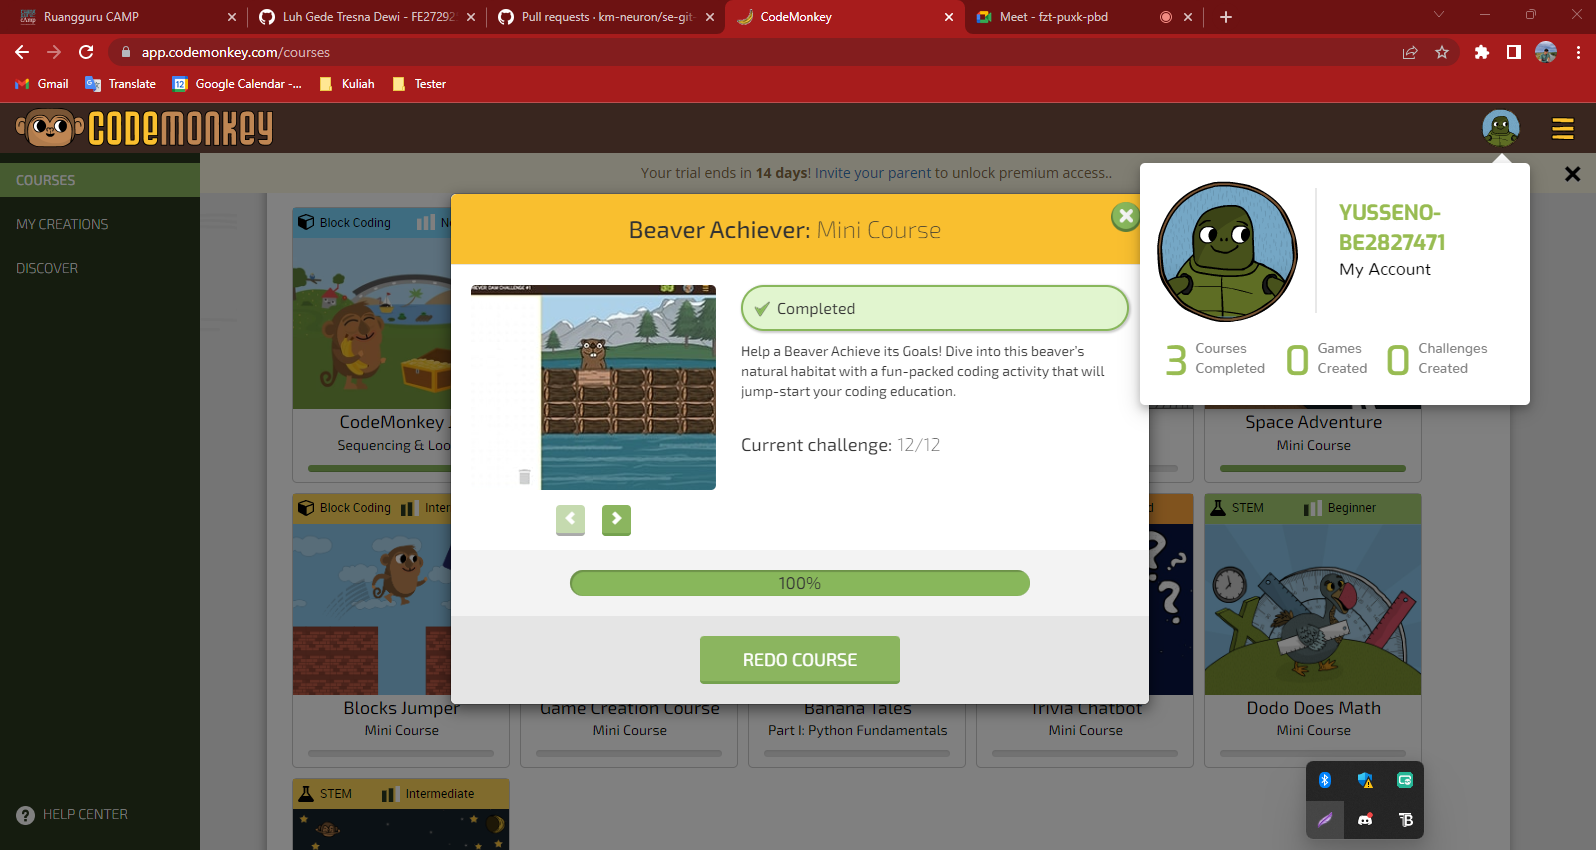 Ruangguru CAMP
Luh Gede Tresna Dewi - FE27292
Pull requests · km-neuron/se-git-
CodeMonkey
Meet - fzt-puxk-pbd
app.codemonkey.com/courses
Gmail
Translate
Google Calendar -...
Kuliah
Tester
CODEMONKEY
COURSES
MY CREATIONS
DISCOVER
HELP CENTER
Your trial ends in 14 days! Invite your parent to unlock premium access..
YUSSENO-
BE2827471
My Account
3 Courses Completed
0 Games Created
0 Challenges Created
Block Coding
CodeMonkey
Sequencing & Loo
Beaver Achiever: Mini Course
Completed
Help a Beaver Achieve its Goals! Dive into this beaver's
natural habitat with a fun-packed coding activity that will
jump-start your coding education.
Current challenge: 12/12
100%
REDO COURSE
Space Adventure
Mini Course
Block Coding Inter
Blocks Jumper
Mini Course
Game Creation Course
Mini Course
Banana Tales
Part I: Python Fundamentals
Trivia Chatbot
Mini Course
STEM Beginner
Dodo Does Math
Mini Course
STEM Intermediate